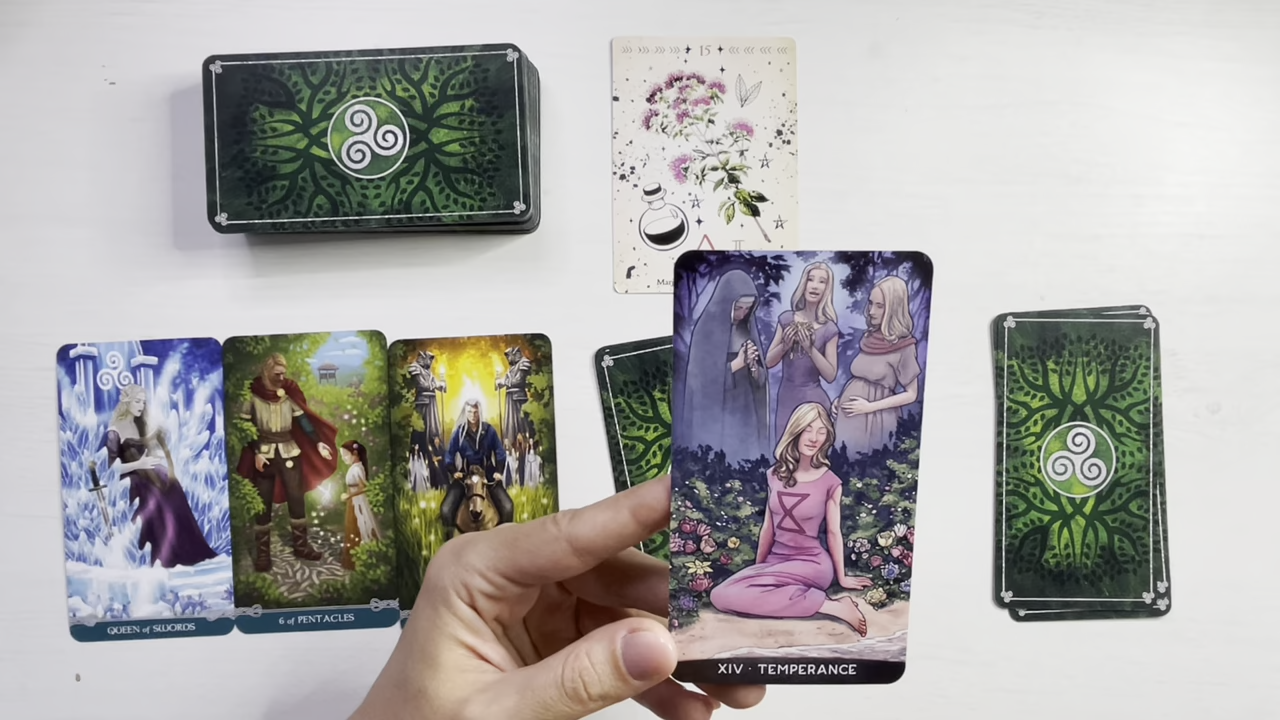 15
QUEEN of SWORDS
6 of PENTACLES
XIV · TEMPERANCE